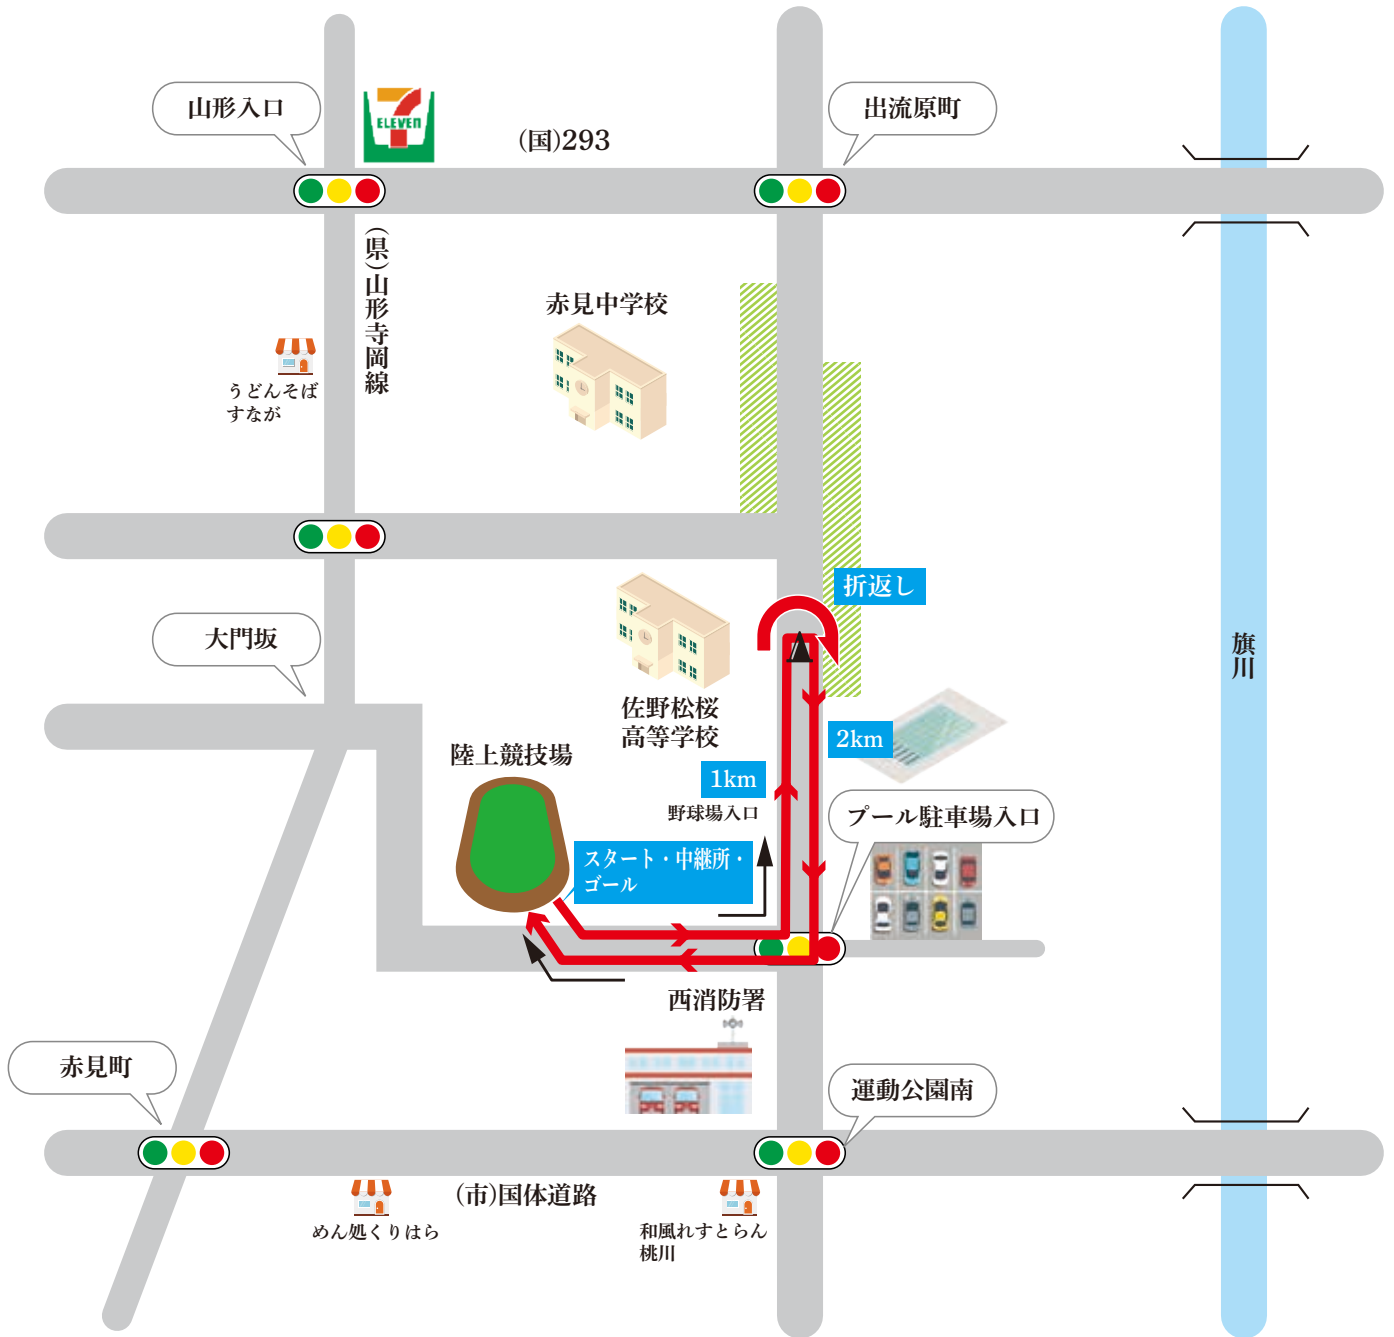 山形入口
ELEVEn
(国)293
出流原町
(県)山形寺岡線
赤見中学校
うどんそば
すなが
折返し
大門坂
旗川
佐野松桜
高等学校
2km
陸上競技場
1km
野球場入口
プール駐車場入口
スタート・中継所・
ゴール
西消防署
赤見町
運動公園南
(市)国体道路
めん処くりはら
和風れすとらん
桃川